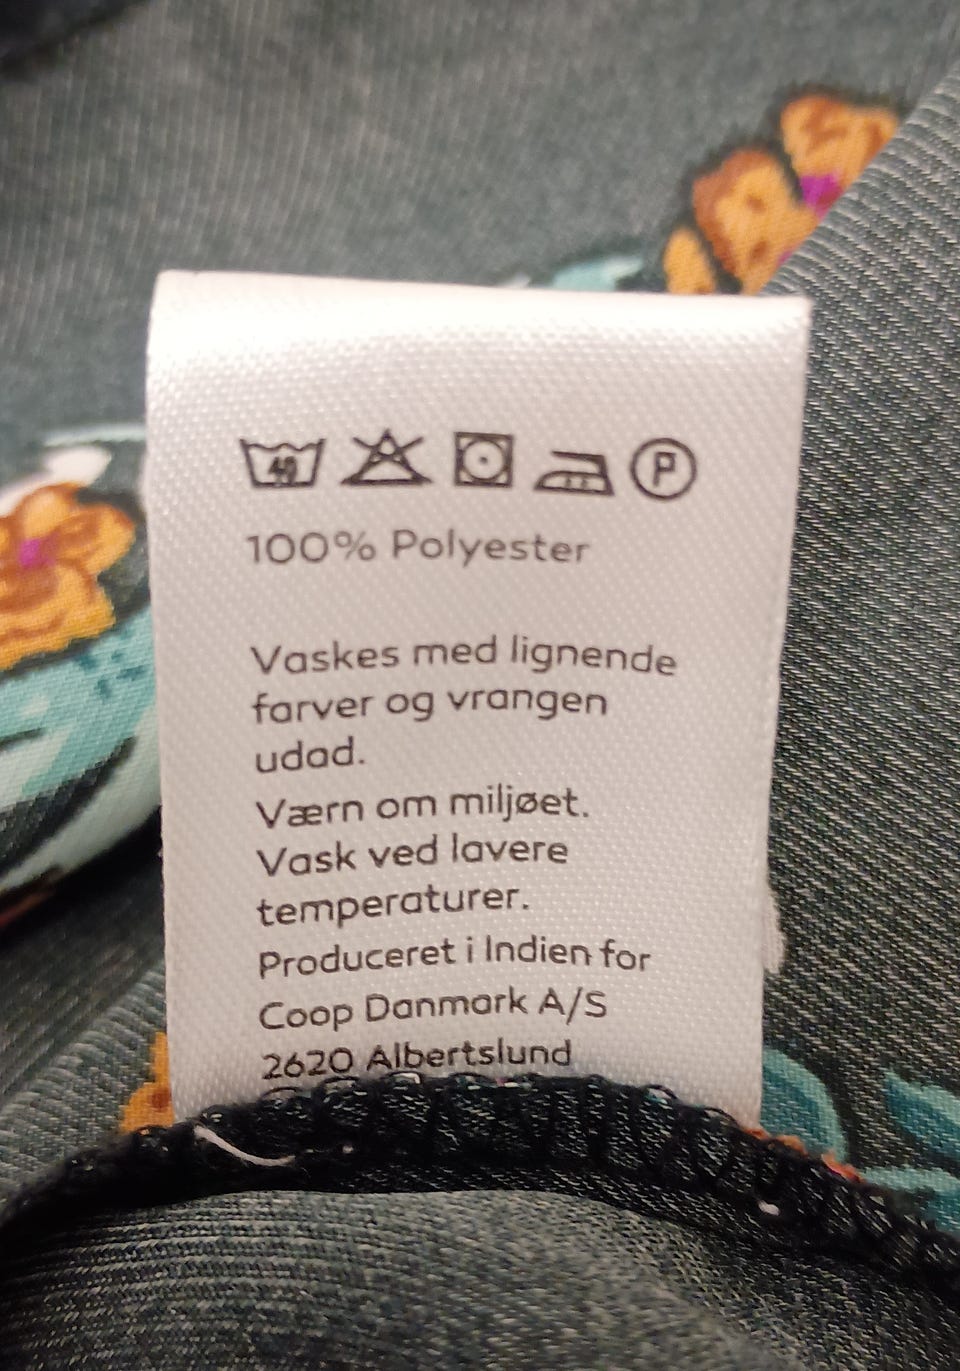 40 P
100% Polyester
Vaskes med lignende
farver og vrangen
udad.
Værn om miljøet.
Vask ved lavere
temperaturer.
Produceret i Indien for
Coop Danmark A/S
2620 Albertslund